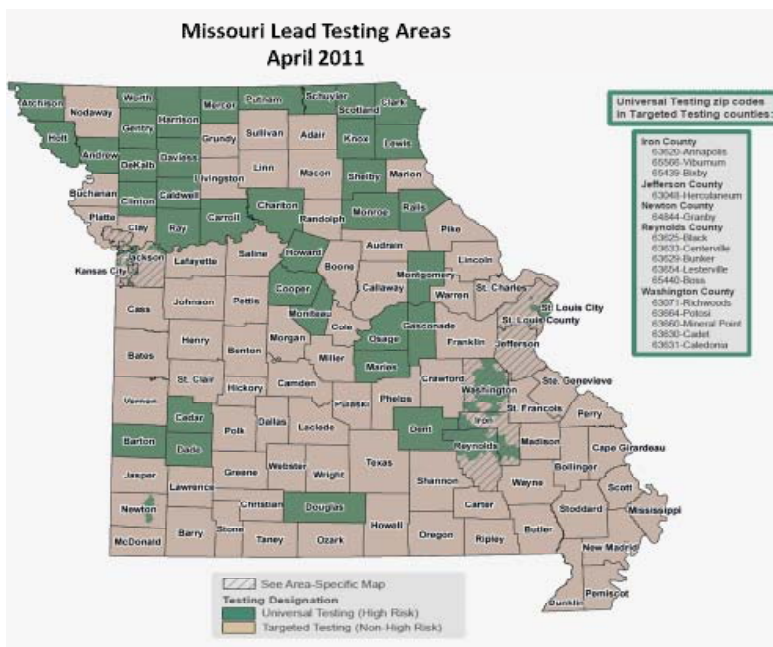 Missouri Lead Testing Areas
April 2011
Universal Testing zip codes
in Targeted Testing counties:
Iron County
63620-Annapolis
65566-Viburnum
65439-Bixby
Jefferson County
63048-Herculaneum
Newton County
64844-Granby
Reynolds County
63625-Black
63633-Centerville
63629-Bunker
63654-Lesterville
65440-Boss
Washington County
63071-Richwoods
63664-Potosi
63660-Mineral Point
63630-Cadet
63631-Caledonia
Atchison
Nodaway
Worth
Harrison
Mercer
Putnam
Schuyler
Scotland
Clark
Holt
Gentry
Grundy
Sullivan
Adair
Knox
Lewis
Andrew
DeKalb
Daviess
Livingston
Linn
Macon
Shelby
Marion
Buchanan
Clinton
Caldwell
Chariton
Monroe
Ralls
Platte
Clay
Ray
Carroll
Randolph
Pike
Kansas City
Jackson
Lafayette
Saline
Howard
Boone
Audrain
Lincoln
Cass
Johnson
Pettis
Cooper
Moniteau
Callaway
Montgomery
Warren
St. Charles
St. Louis City
St. Louis County
Bates
Henry
Benton
Morgan
Cole
Miller
Osage
Gasconade
Franklin
Jefferson
St. Clair
Hickory
Camden
Maries
Crawford
Washington
Ste. Genevieve
Vernon
Cedar
Polk
Dallas
Laclede
Pulaski
Phelps
Iron
St. Francois
Perry
Barton
Dade
Dent
Reynolds
Madison
Cape Girardeau
Jasper
Lawrence
Greene
Webster
Wright
Texas
Shannon
Wayne
Bollinger
Scott
Newton
Christian
Douglas
Carter
Stoddard
Mississippi
McDonald
Barry
Stone
Taney
Ozark
Howell
Oregon
Ripley
Butler
New Madrid
Dunklin
Pemiscot
See Area-Specific Map
Testing Designation
Universal Testing (High Risk)
Targeted Testing (Non-High Risk)